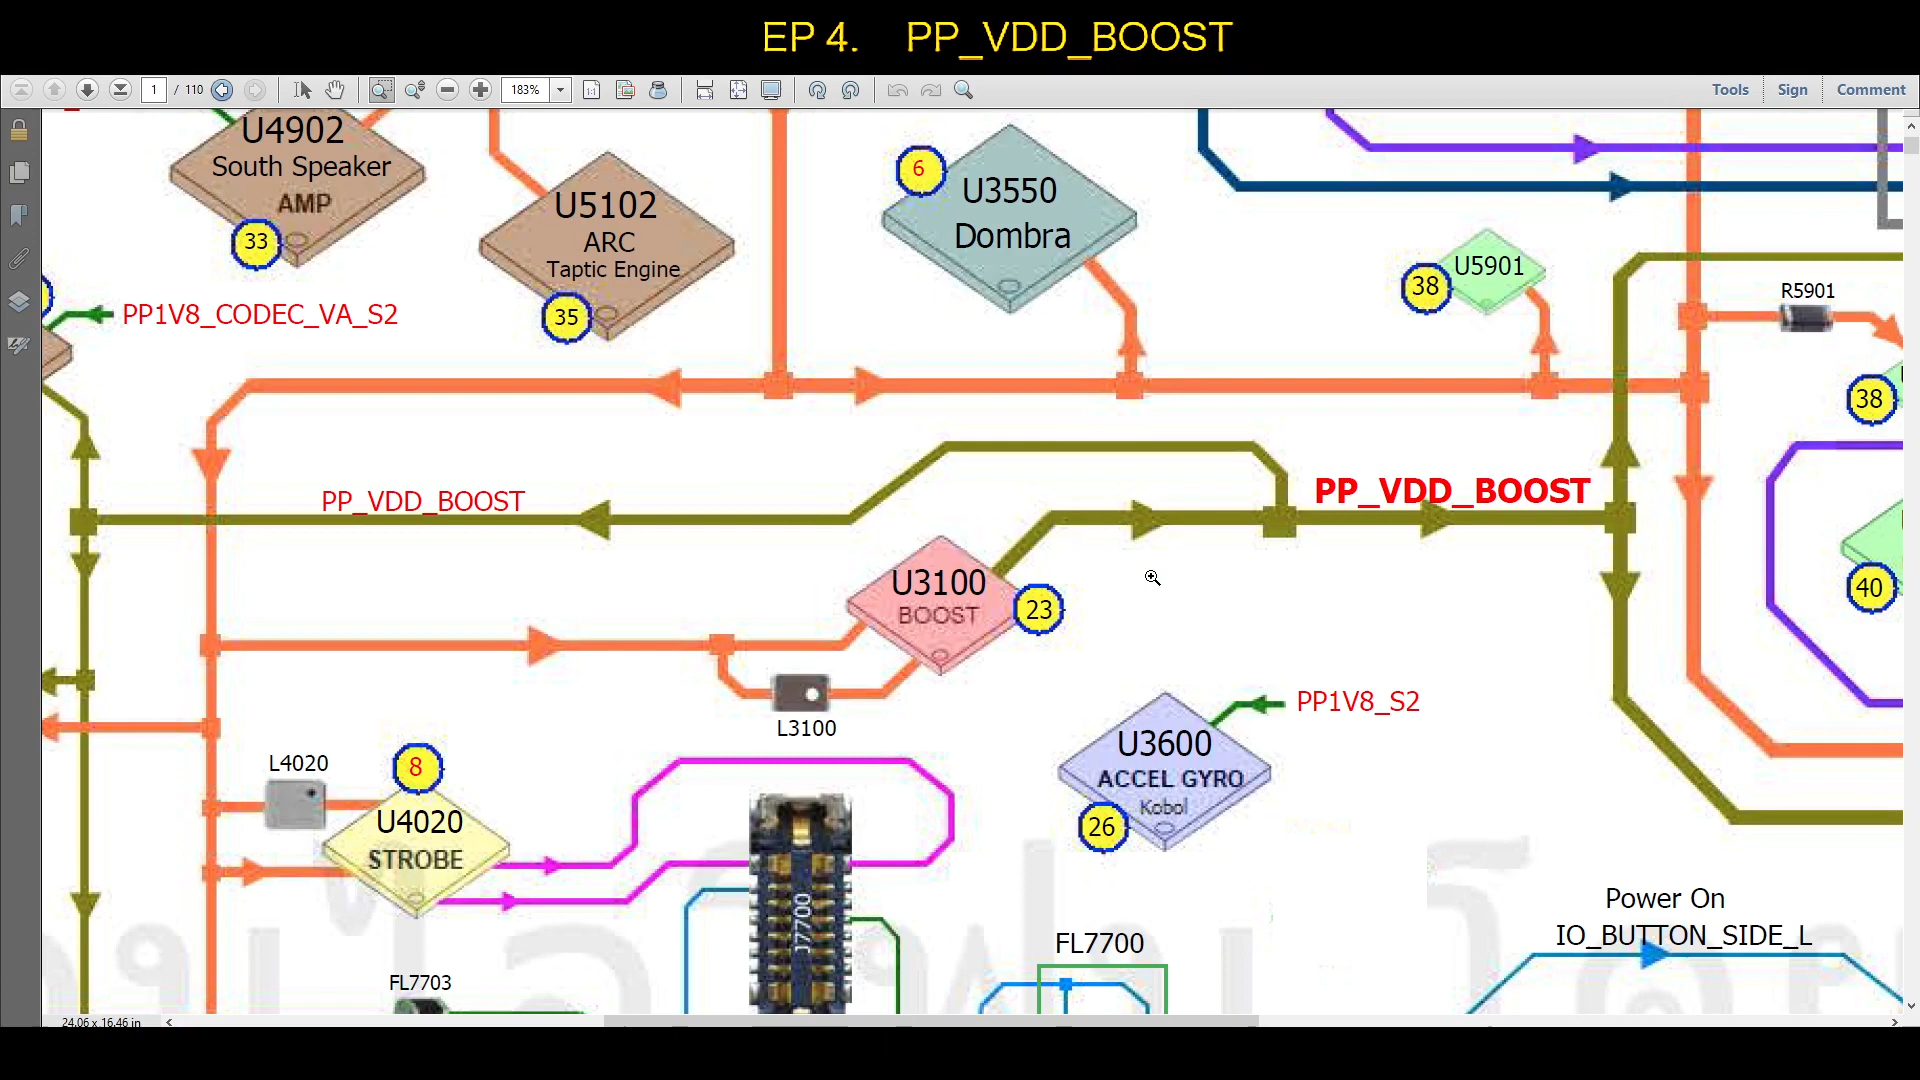 EP 4. PP_VDD_BOOST
1 / 110
183%
Tools
Sign
Comment
U4902
South Speaker
AMP
33
U5102
ARC
Taptic Engine
35
6
U3550
Dombra
U5901
38
R5901
38
PP1V8_CODEC_VA_S2
PP_VDD_BOOST
PP_VDD_BOOST
U3100
BOOST
23
40
L3100
PP1V8_S2
U3600
ACCEL GYRO
Kobol
26
L4020
8
U4020
STROBE
J7700
FL7700
FL7703
Power On
IO_BUTTON_SIDE_L
24.06 x 16.46 in